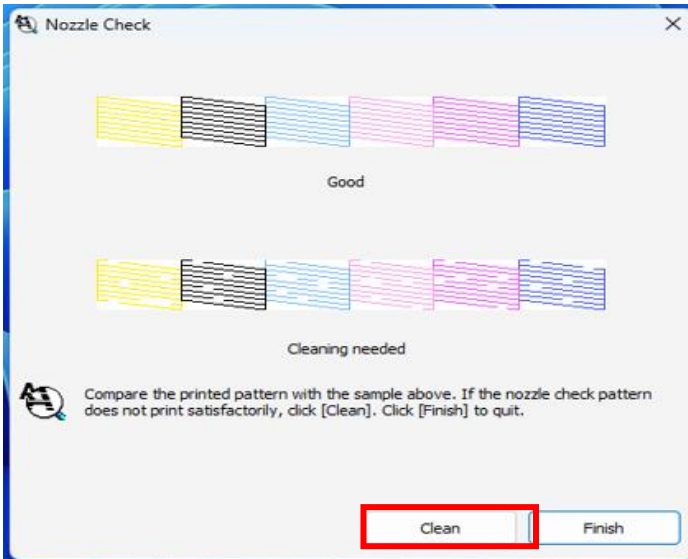 Nozzle Check
Good
Cleaning needed
Compare the printed pattern with the sample above. If the nozzle check pattern
does not print satisfactorily, click [Clean]. Click [Finish] to quit.
Clean
Finish